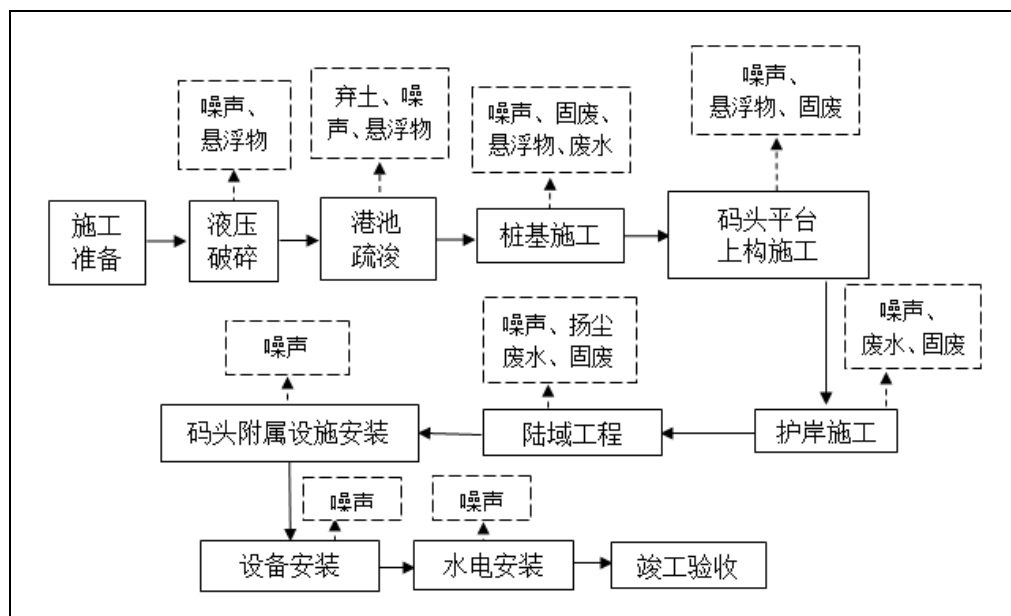 噪声、
悬浮物
弃土、噪
声、悬浮物
噪声、固废、
悬浮物、废水
噪声、
悬浮物、固废
施工
准备
液压
破碎
港池
疏浚
桩基施工
码头平台
上构施工
噪声
噪声、扬尘
废水、固废
噪声、
废水、固废
码头附属设施安装
陆域工程
护岸施工
噪声
噪声
设备安装
水电安装
竣工验收